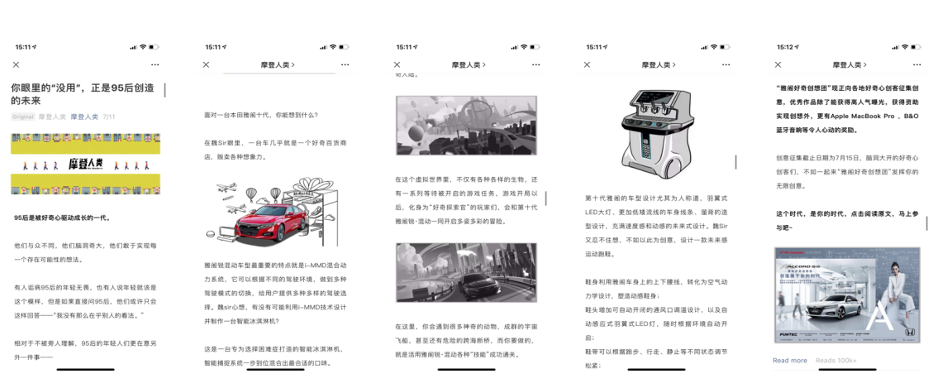 15:11
你眼里的“没用”，正是95后创造
的未来
Original 摩登人类 摩登人类 7/11
摩登人类
95后是被好奇心驱动成长的一代。
他们与众不同，他们脑洞奇大，他们敢于实现每
一个存在可能性的想法。
有人诟病95后的年轻无畏，也有人说年轻就该是
这个模样，但是如果直接问95后，他们或许只会
这样回答——“我没那么在乎别人的看法。”
相对于不被旁人理解，95后的年轻人们更在意另
外一件事——
15:11
摩登人类
面对一台本田雅阁十代，你能想到什么？
在魏Sir眼里，一台车几乎就是一个好奇百货商
店，贩卖各种想象力。
雅阁锐混动车型最重要的特点就是i-MMD混合动
力系统，它可以根据不同的驾驶环境，做到多种
驾驶模式的切换，给用户提供多种多样的驾驶选
择。魏sir心想，有没有可能利用i-MMD技术设计
并制作一台智能冰淇淋机？
这是一台专为选择困难症打造的智能冰淇淋机，
智能捕驱系统一步到位混合出最合适的口味。
15:11
摩登人类
在这个虚拟世界里，不仅有各种各样的生物，还
有一系列等待被开启的游戏任务。游戏开局以
后，化身为“好奇探索官”的玩家们，会和第十代
雅阁锐·混动一同开启多姿多彩的冒险。
在这里，你会遇到很多神奇的动物，成群的宇宙
飞船，甚至还有危险的跨海断桥，而你要做的，
就是活用雅阁锐·混动各种“技能”成功通关。
15:11
摩登人类
第十代雅阁的车型设计尤其为人称道，羽翼式
LED大灯、更加低矮流线的车身线条、溜背的造
型设计，充满速度感和动感的未来式设计。魏Sir
又忍不住想，不如以此为创意，设计一款未来感
运动跑鞋。
鞋身利用雅阁车身上的上下腰线，转化为空气动
力学设计，塑造动感鞋身；
鞋头增加可自动开闭的通风口调温设计，以及自
动感应式羽翼式LED灯，随时根据环境自动开
启；
鞋带可以根据跑步、行走、静止等不同状态调节
松紧；
15:12
摩登人类
“雅阁好奇创想团”现正向各地好奇心创客征集创
意，优秀作品除了能获得高人气曝光，获得资助
实现创想外，更有Apple MacBook Pro 、B&O
蓝牙音响等令人心动的奖励。
创意征集截止日期为7月15日，脑洞大开的好奇心
创客们，不如一起来“雅阁好奇创想团”发挥你的
无限创意。
这个时代，是你的时代，点击阅读原文，马上参
与吧~
ACCORD
FUNTEC
Read more Reads 100k+